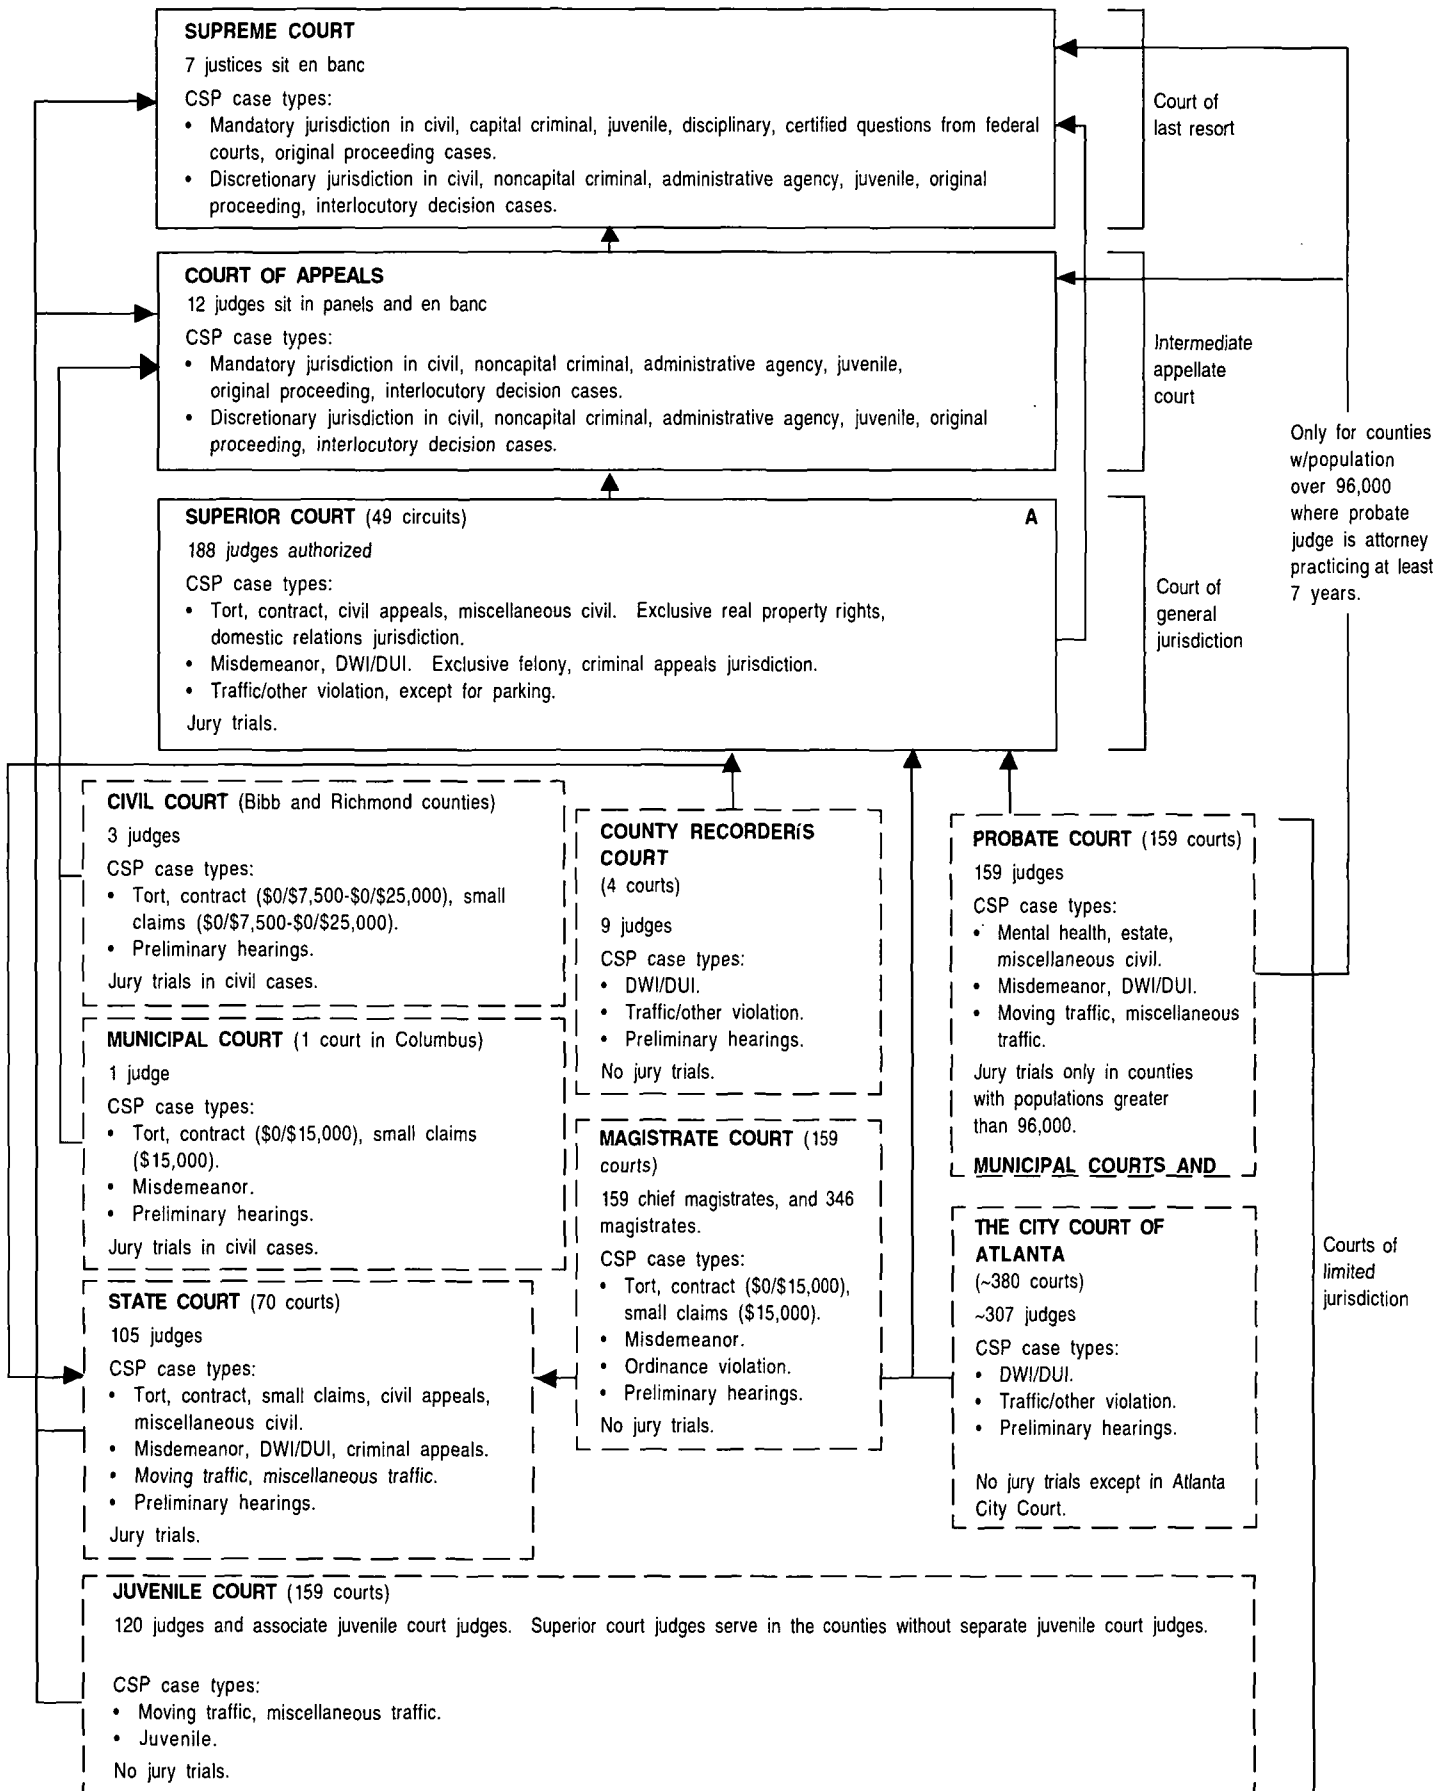 SUPREME COURT
7 justices sit en banc
CSP case types:
• Mandatory jurisdiction in civil, capital criminal, juvenile, disciplinary, certified questions from federal
courts, original proceeding cases.
• Discretionary jurisdiction in civil, noncapital criminal, administrative agency, juvenile, original
proceeding, interlocutory decision cases.
Court of
last resort
COURT OF APPEALS
12 judges sit in panels and en banc
CSP case types:
• Mandatory jurisdiction in civil, noncapital criminal, administrative agency, juvenile,
original proceeding, interlocutory decision cases.
• Discretionary jurisdiction in civil, noncapital criminal, administrative agency, juvenile, original
proceeding, interlocutory decision cases.
Intermediate
appellate
court
Only for counties
w/population
over 96,000
where probate
judge is attorney
practicing at least
7 years.
SUPERIOR COURT (49 circuits) A
188 judges authorized
CSP case types:
• Tort, contract, civil appeals, miscellaneous civil. Exclusive real property rights,
domestic relations jurisdiction.
• Misdemeanor, DWI/DUI. Exclusive felony, criminal appeals jurisdiction.
• Traffic/other violation, except for parking.
Jury trials.
Court of
general
jurisdiction
CIVIL COURT (Bibb and Richmond counties)
3 judges
CSP case types:
• Tort, contract ($0/$7,500-$0/$25,000), small
claims ($0/$7,500-$0/$25,000).
• Preliminary hearings.
Jury trials in civil cases.
MUNICIPAL COURT (1 court in Columbus)
1 judge
CSP case types:
• Tort, contract ($0/$15,000), small claims
($15,000).
• Misdemeanor.
• Preliminary hearings.
Jury trials in civil cases.
STATE COURT (70 courts)
105 judges
CSP case types:
• Tort, contract, small claims, civil appeals,
miscellaneous civil.
• Misdemeanor, DWI/DUI, criminal appeals.
• Moving traffic, miscellaneous traffic.
• Preliminary hearings.
Jury trials.
COUNTY RECORDERíS
COURT
(4 courts)
9 judges
CSP case types:
• DWI/DUI.
• Traffic/other violation.
• Preliminary hearings.
No jury trials.
MAGISTRATE COURT (159
courts)
159 chief magistrates, and 346
magistrates.
CSP case types:
• Tort, contract ($0/$15,000),
small claims ($15,000).
• Misdemeanor.
• Ordinance violation.
• Preliminary hearings.
No jury trials.
PROBATE COURT (159 courts)
159 judges
CSP case types:
• Mental health, estate,
miscellaneous civil.
• Misdemeanor, DWI/DUI.
• Moving traffic, miscellaneous
traffic.
Jury trials only in counties
with populations greater
than 96,000.
MUNICIPAL COURTS AND
THE CITY COURT OF
ATLANTA
(~380 courts)
~307 judges
CSP case types:
• DWI/DUI.
• Traffic/other violation.
• Preliminary hearings.
No jury trials except in Atlanta
City Court.
Courts of
limited
jurisdiction
JUVENILE COURT (159 courts)
120 judges and associate juvenile court judges. Superior court judges serve in the counties without separate juvenile court judges.
CSP case types:
• Moving traffic, miscellaneous traffic.
• Juvenile.
No jury trials.